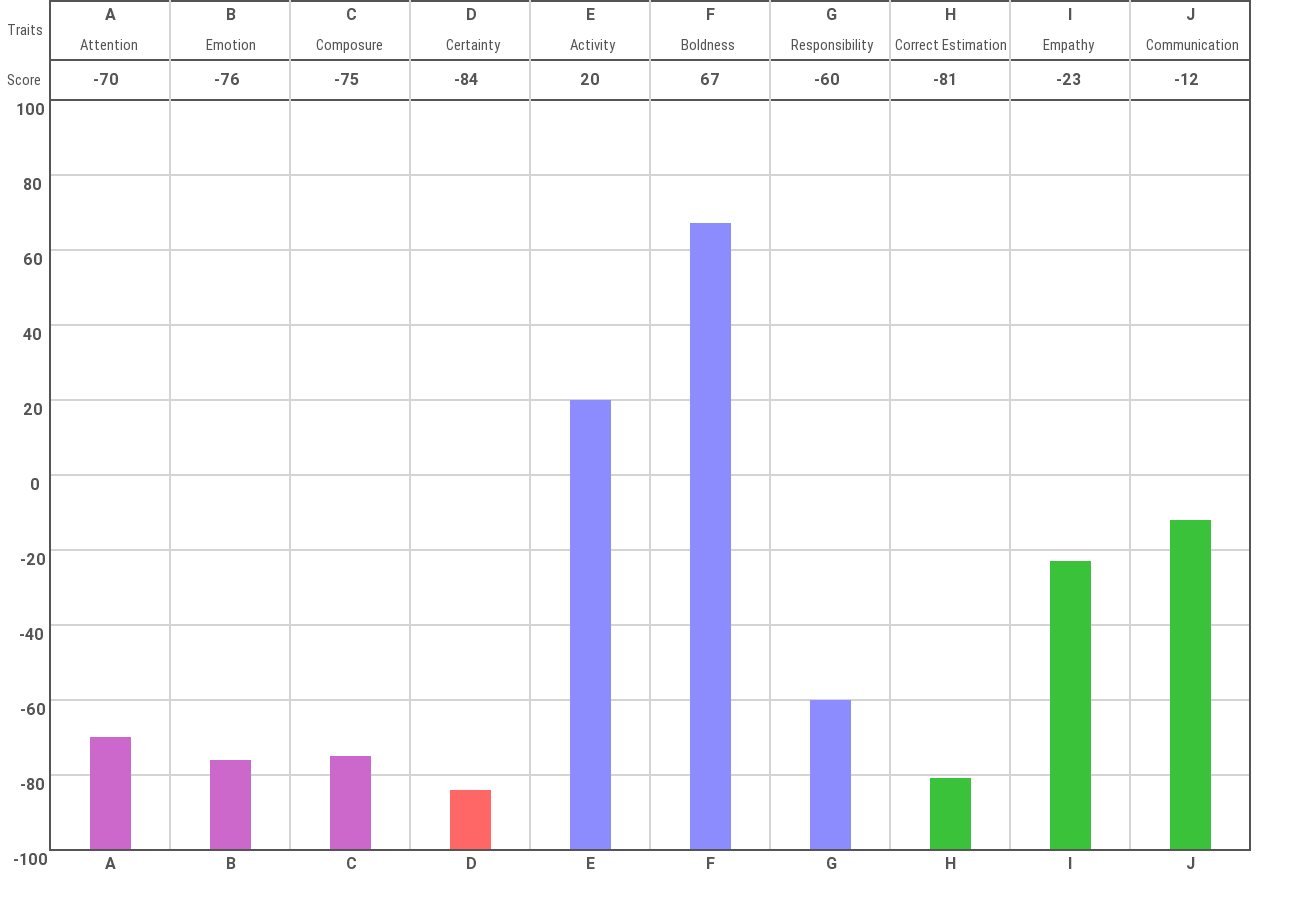 A B C D E F G H I J
Traits
Attention Emotion Composure Certainty Activity Boldness Responsibility Correct Estimation Empathy Communication
Score -70 -76 -75 -84 20 67 -60 -81 -23 -12
100
80
60
40
20
0
-20
-40
-60
-80
-100
A B C D E F G H I J